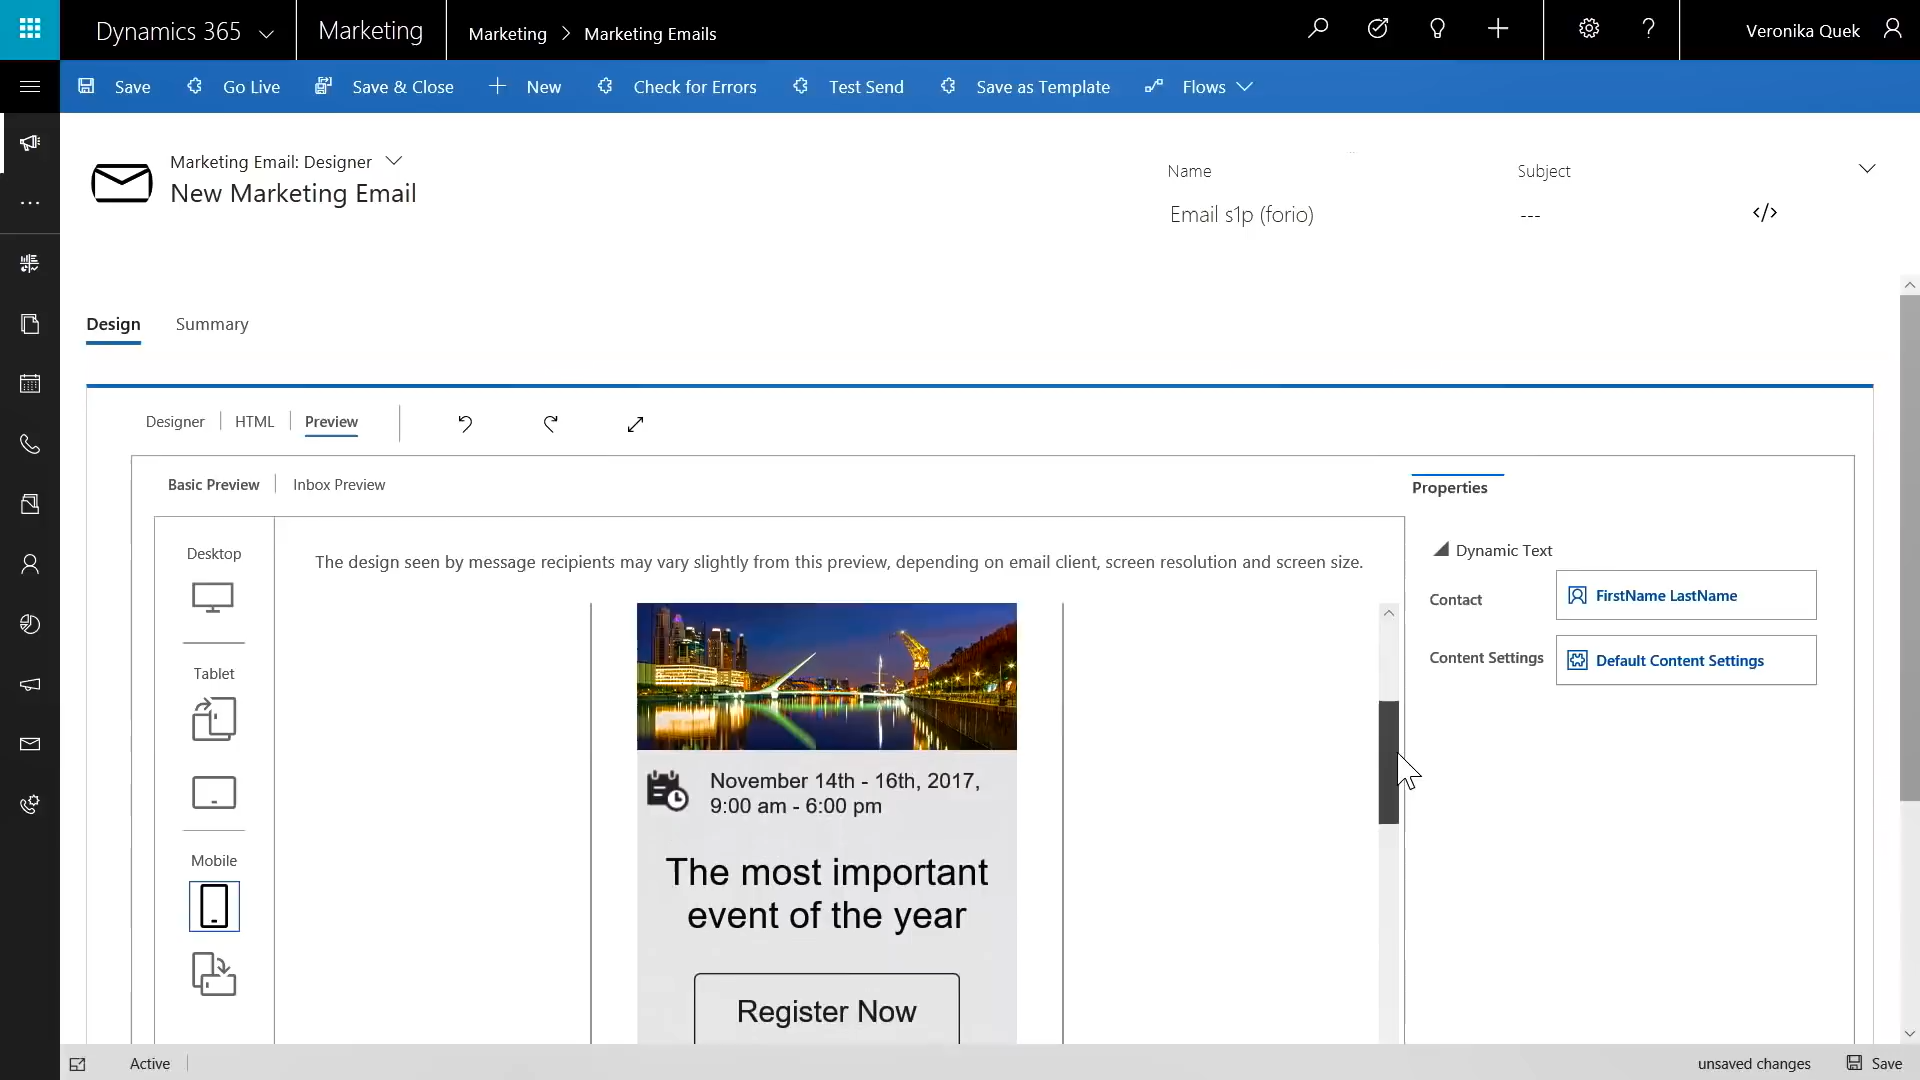 Dynamics 365
Marketing
Marketing > Marketing Emails
Veronika Quek
Save
Go Live
Save & Close
New
Check for Errors
Test Send
Save as Template
Flows
Marketing Email: Designer
New Marketing Email
Name
Subject
Email s1p (forio)
---
</>
Design
Summary
Designer
HTML
Preview
Basic Preview
Inbox Preview
Properties
Desktop
Tablet
Mobile
The design seen by message recipients may vary slightly from this preview, depending on email client, screen resolution and screen size.
November 14th - 16th, 2017,
9:00 am - 6:00 pm
The most important
event of the year
Register Now
Dynamic Text
Contact
FirstName LastName
Content Settings
Default Content Settings
Active
unsaved changes
Save